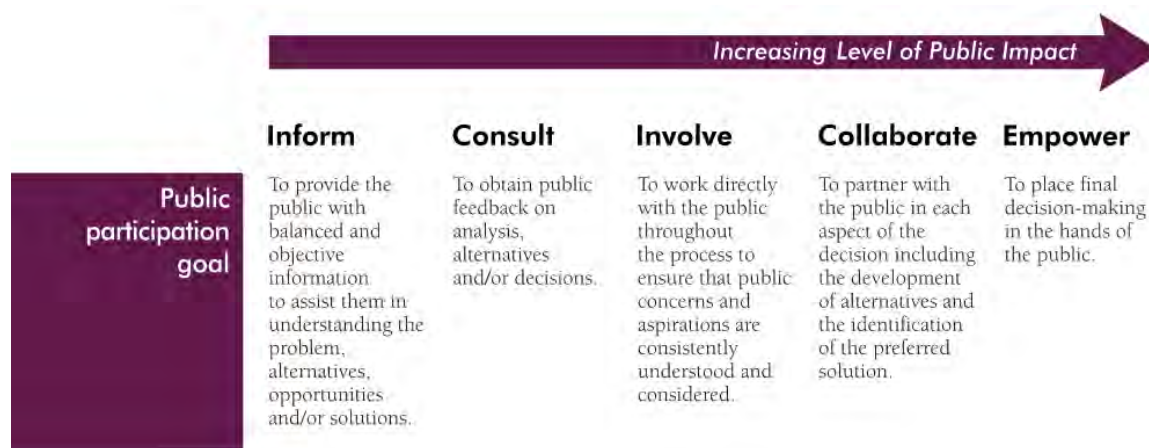 Increasing Level of Public Impact
Inform
Consult
Involve
Collaborate
Empower
Public
participation
goal
To provide the
public with
balanced and
objective
information
to assist them in
understanding the
problem,
alternatives,
opportunities
and/or solutions.
To obtain public
feedback on
analysis,
alternatives
and/or decisions.
To work directly
with the public
throughout
the process to
ensure that public
concerns and
aspirations are
consistently
understood and
considered.
To partner with
the public in each
aspect of the
decision including
the development
of alternatives and
the identification
of the preferred
solution.
To place final
decision-making
in the hands of
the public.